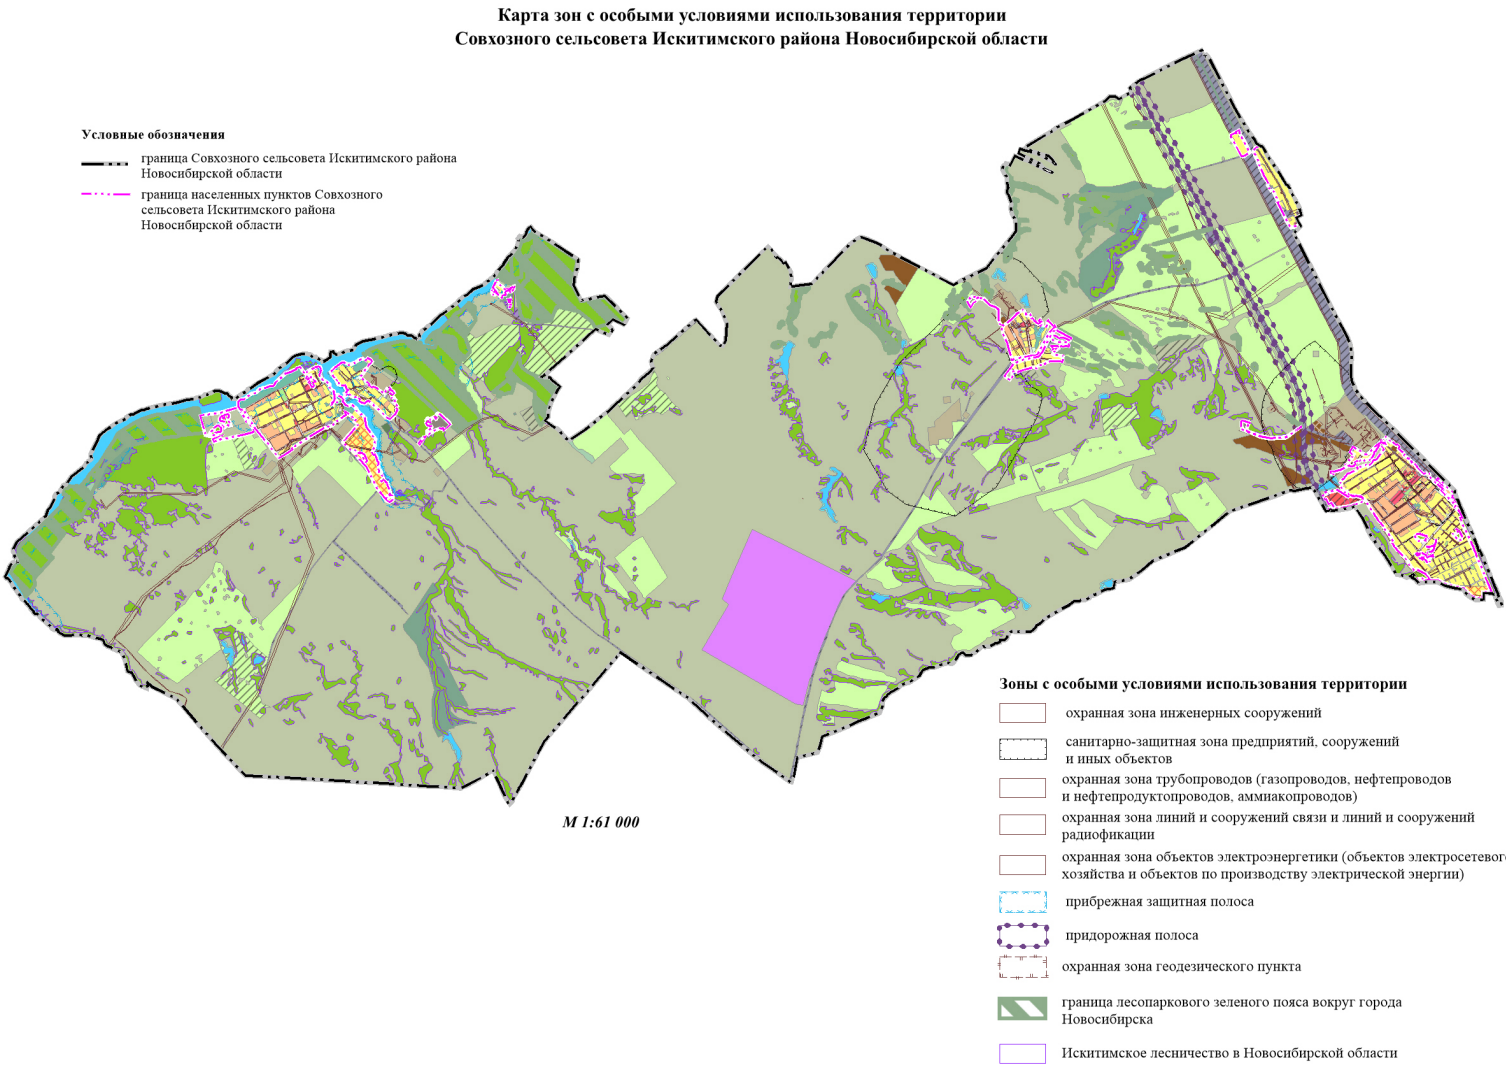 Карта зон с особыми условиями использования территории
Совхозного сельсовета Искитимского района Новосибирской области
Условные обозначения
граница Совхозного сельсовета Искитимского района
Новосибирской области
граница населенных пунктов Совхозного
сельсовета Искитимского района
Новосибирской области
М 1:61 000
Зоны с особыми условиями использования территории
охранная зона инженерных сооружений
санитарно-защитная зона предприятий, сооружений
и иных объектов
охранная зона трубопроводов (газопроводов, нефтепроводов
и нефтепродуктопроводов, аммиакопроводов)
охранная зона линий и сооружений связи и линий и сооружений
радиофикации
охранная зона объектов электроэнергетики (объектов электросетевог
хозяйства и объектов по производству электрической энергии)
прибрежная защитная полоса
придорожная полоса
охранная зона геодезического пункта
граница лесопаркового зеленого пояса вокруг города
Новосибирска
Искитимское лесничество в Новосибирской области